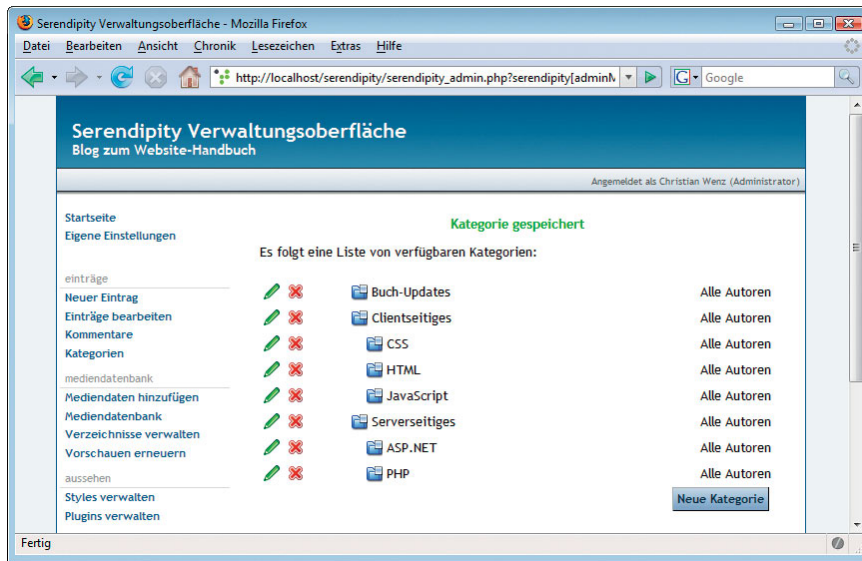 Serendipity Verwaltungsoberfläche - Mozilla Firefox
Datei Bearbeiten Ansicht Chronik Lesezeichen Extras Hilfe
http://localhost/serendipity/serendipity_admin.php?serendipity[adminM
G Google
Serendipity Verwaltungsoberfläche
Blog zum Website-Handbuch
Angemeldet als Christian Wenz (Administrator)
Startseite
Eigene Einstellungen
einträge
Neuer Eintrag
Einträge bearbeiten
Kommentare
Kategorien
mediendatenbank
Mediendaten hinzufügen
Mediendatenbank
Verzeichnisse verwalten
Vorschauen erneuern
aussehen
Styles verwalten
Plugins verwalten
Kategorie gespeichert
Es folgt eine Liste von verfügbaren Kategorien:
Buch-Updates Alle Autoren
Clientseitiges Alle Autoren
CSS Alle Autoren
HTML Alle Autoren
JavaScript Alle Autoren
Serverseitiges Alle Autoren
ASP.NET Alle Autoren
PHP Alle Autoren
Neue Kategorie
Fertig